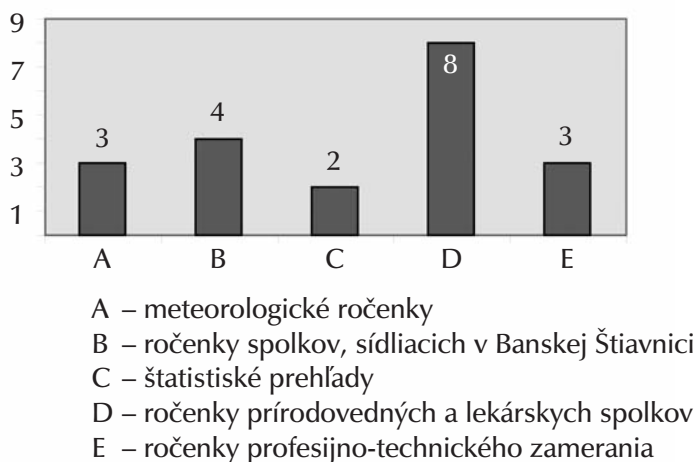 9
7
5
3
1
3
4
2
8
3
A B C D E
A – meteorologické ročenky
B – ročenky spolkov, sídliacich v Banskej Štiavnici
C – štatistiské prehľady
D – ročenky prírodovedných a lekárskych spolkov
E – ročenky profesijno-technického zamerania